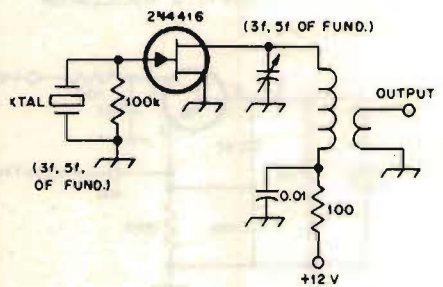 2N4416
(3f, 5f OF FUND.)
XTAL
100k
(3f, 5f,
OF FUND.)
OUTPUT
0.01
100
+12 V